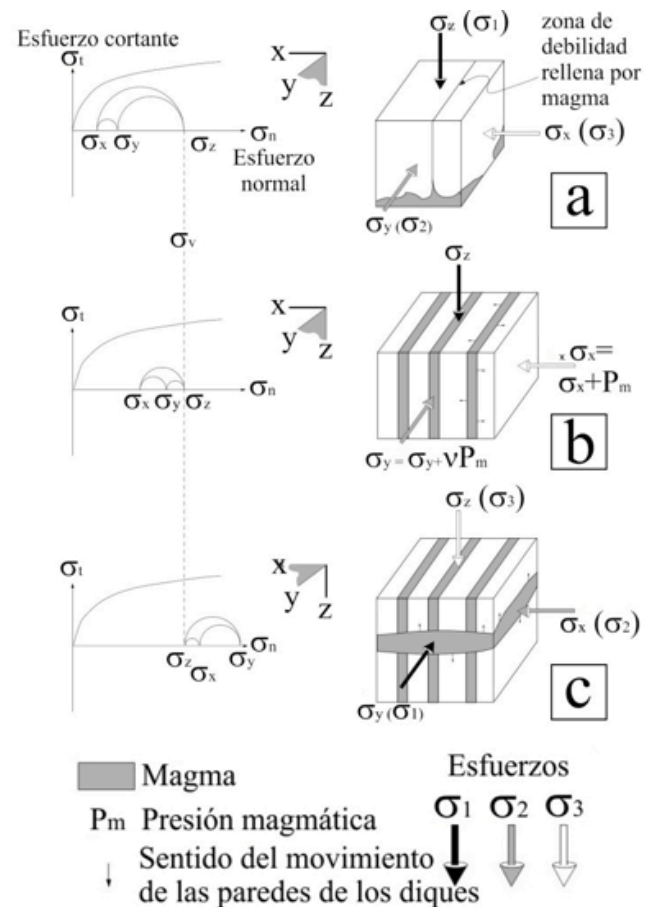 Esfuerzo cortante
σt
x
y
z
σx σy σz σn
Esfuerzo
normal
σz (σ1)
zona de
debilidad
rellena por
magma
σx (σ3)
σy (σ2)
a
σv
σt
x
y
z
σx σy σz σn
σz
σx=
σx+Pm
σy = σy+νPm
b
σt
x
y
z
σz σx σy σn
σz (σ3)
σx (σ2)
σy (σ1)
c
Magma
Pm Presión magmática
Sentido del movimiento
de las paredes de los diques
Esfuerzos
σ1 σ2 σ3